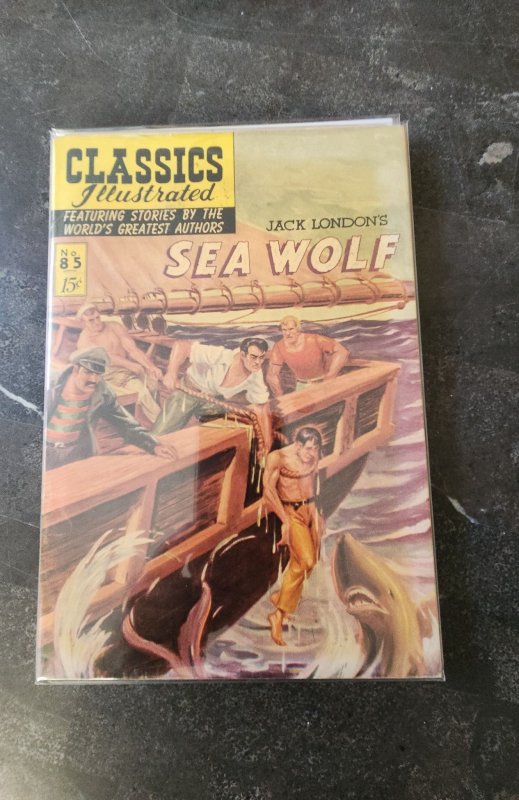 CLASSICS
Illustrated
FEATURING STORIES BY THE
WORLD'S GREATEST AUTHORS
No.
85
15¢
JACK LONDON'S
SEA WOLF